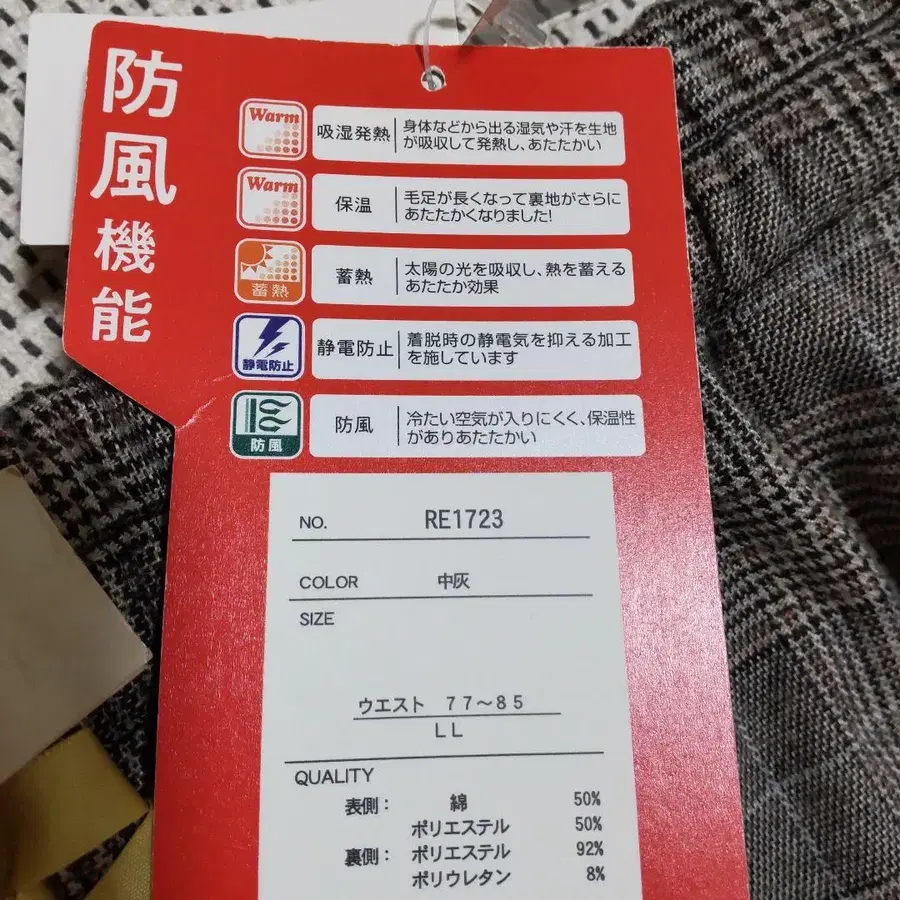 防風機能
Warm
吸湿発熱
身体などから出る湿気や汗を生地
が吸収して発熱し、あたたかい
Warm
保温
毛足が長くなって裏地がさらに
あたたかくなりました!
蓄熱
蓄熱
太陽の光を吸収し、熱を蓄える
あたたか効果
静電防止
静電防止
着脱時の静電気を抑える加工
を施しています
防風
防風
冷たい空気が入りにくく、保温性
がありあたたかい
NO. RE1723
COLOR 中灰
SIZE
ウエスト 77〜85
LL
QUALITY
表側: 綿 50%
ポリエステル 50%
裏側: ポリエステル 92%
ポリウレタン 8%